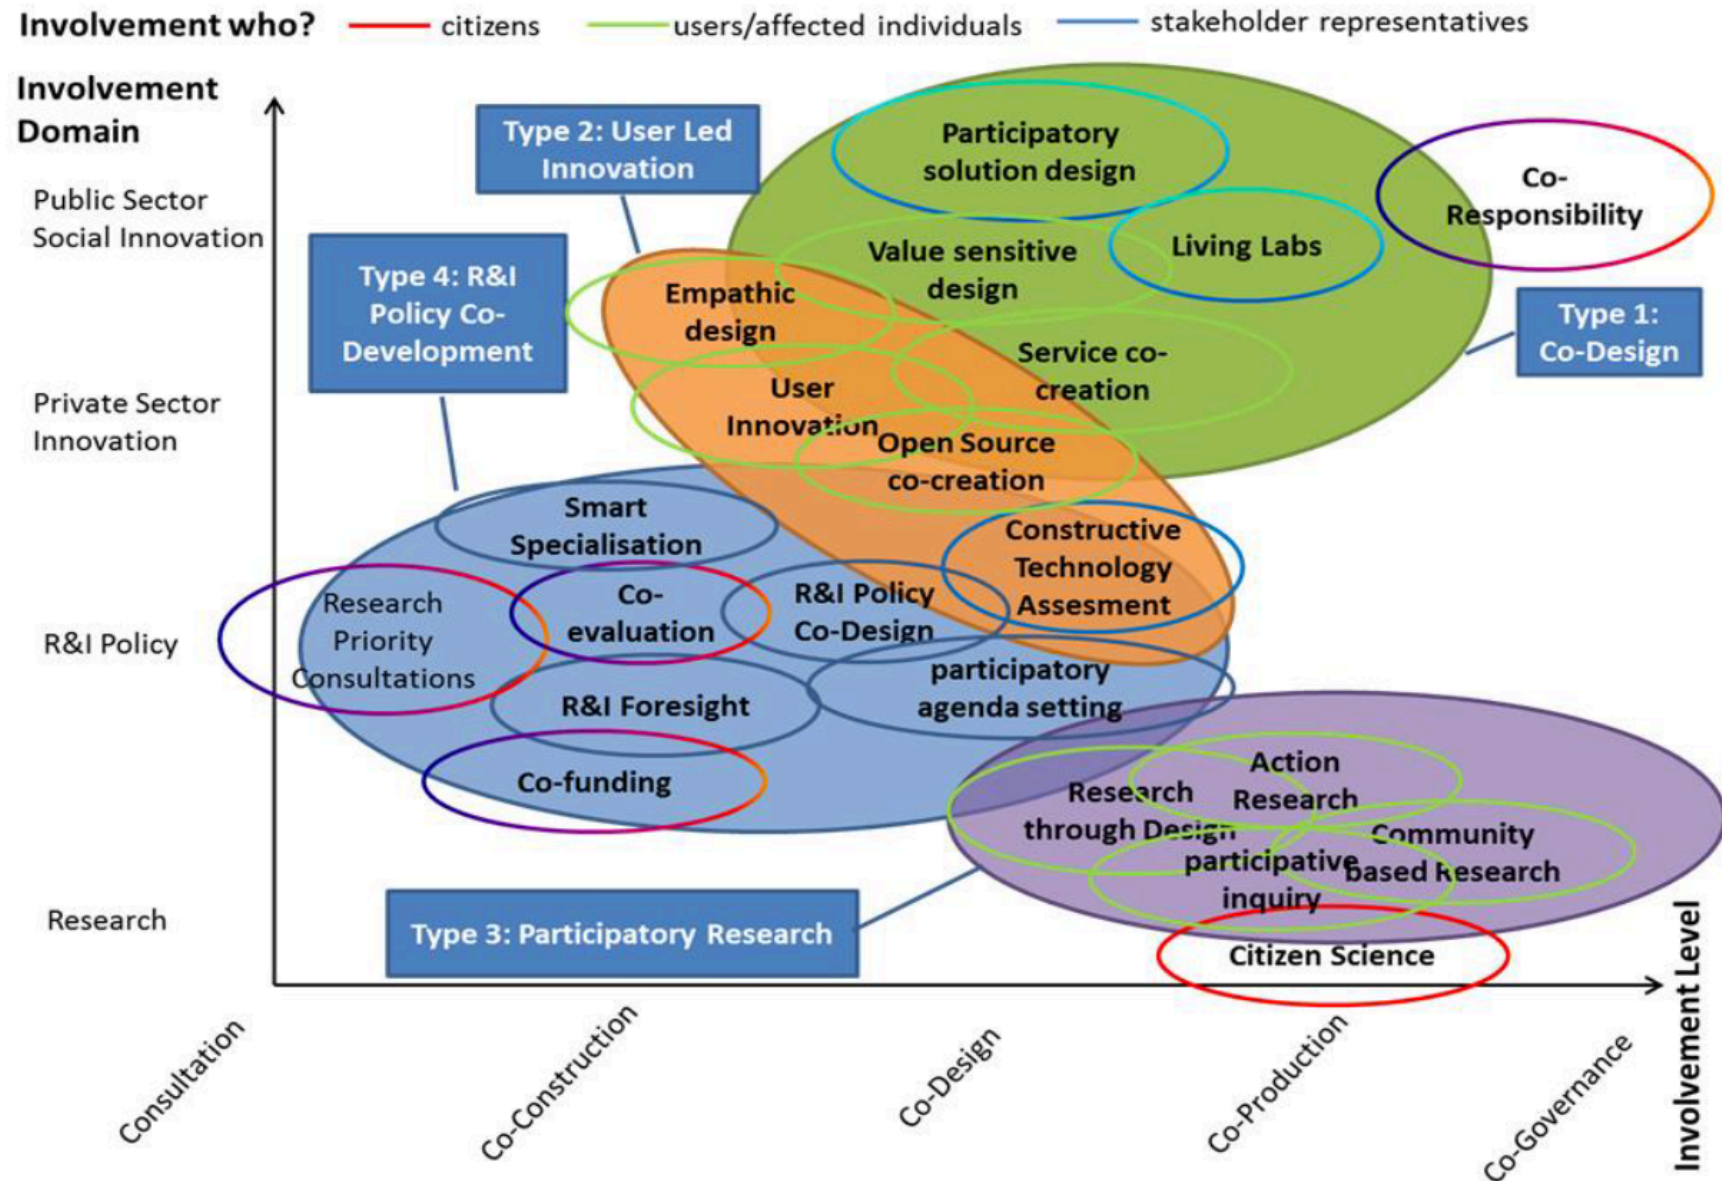 Involvement who?
citizens
users/affected individuals
stakeholder representatives
Involvement
Domain
Public Sector
Social Innovation
Private Sector
Innovation
R&I Policy
Research
Type 2: User Led
Innovation
Type 4: R&I
Policy Co-
Development
Type 1:
Co-Design
Type 3: Participatory Research
Participatory
solution design
Co-
Responsibility
Living Labs
Value sensitive
design
Empathic
design
Service co-
creation
User
Innovation
Open Source
co-creation
Smart
Specialisation
Constructive
Technology
Assesment
Research
Priority
Consultations
Co-
evaluation
R&I Policy
Co-Design
R&I Foresight
participatory
agenda setting
Co-funding
Action
Research
Research
through Design
Community
based Research
participative
inquiry
Citizen Science
Consultation
Co-Construction
Co-Design
Co-Production
Co-Governance
Involvement Level